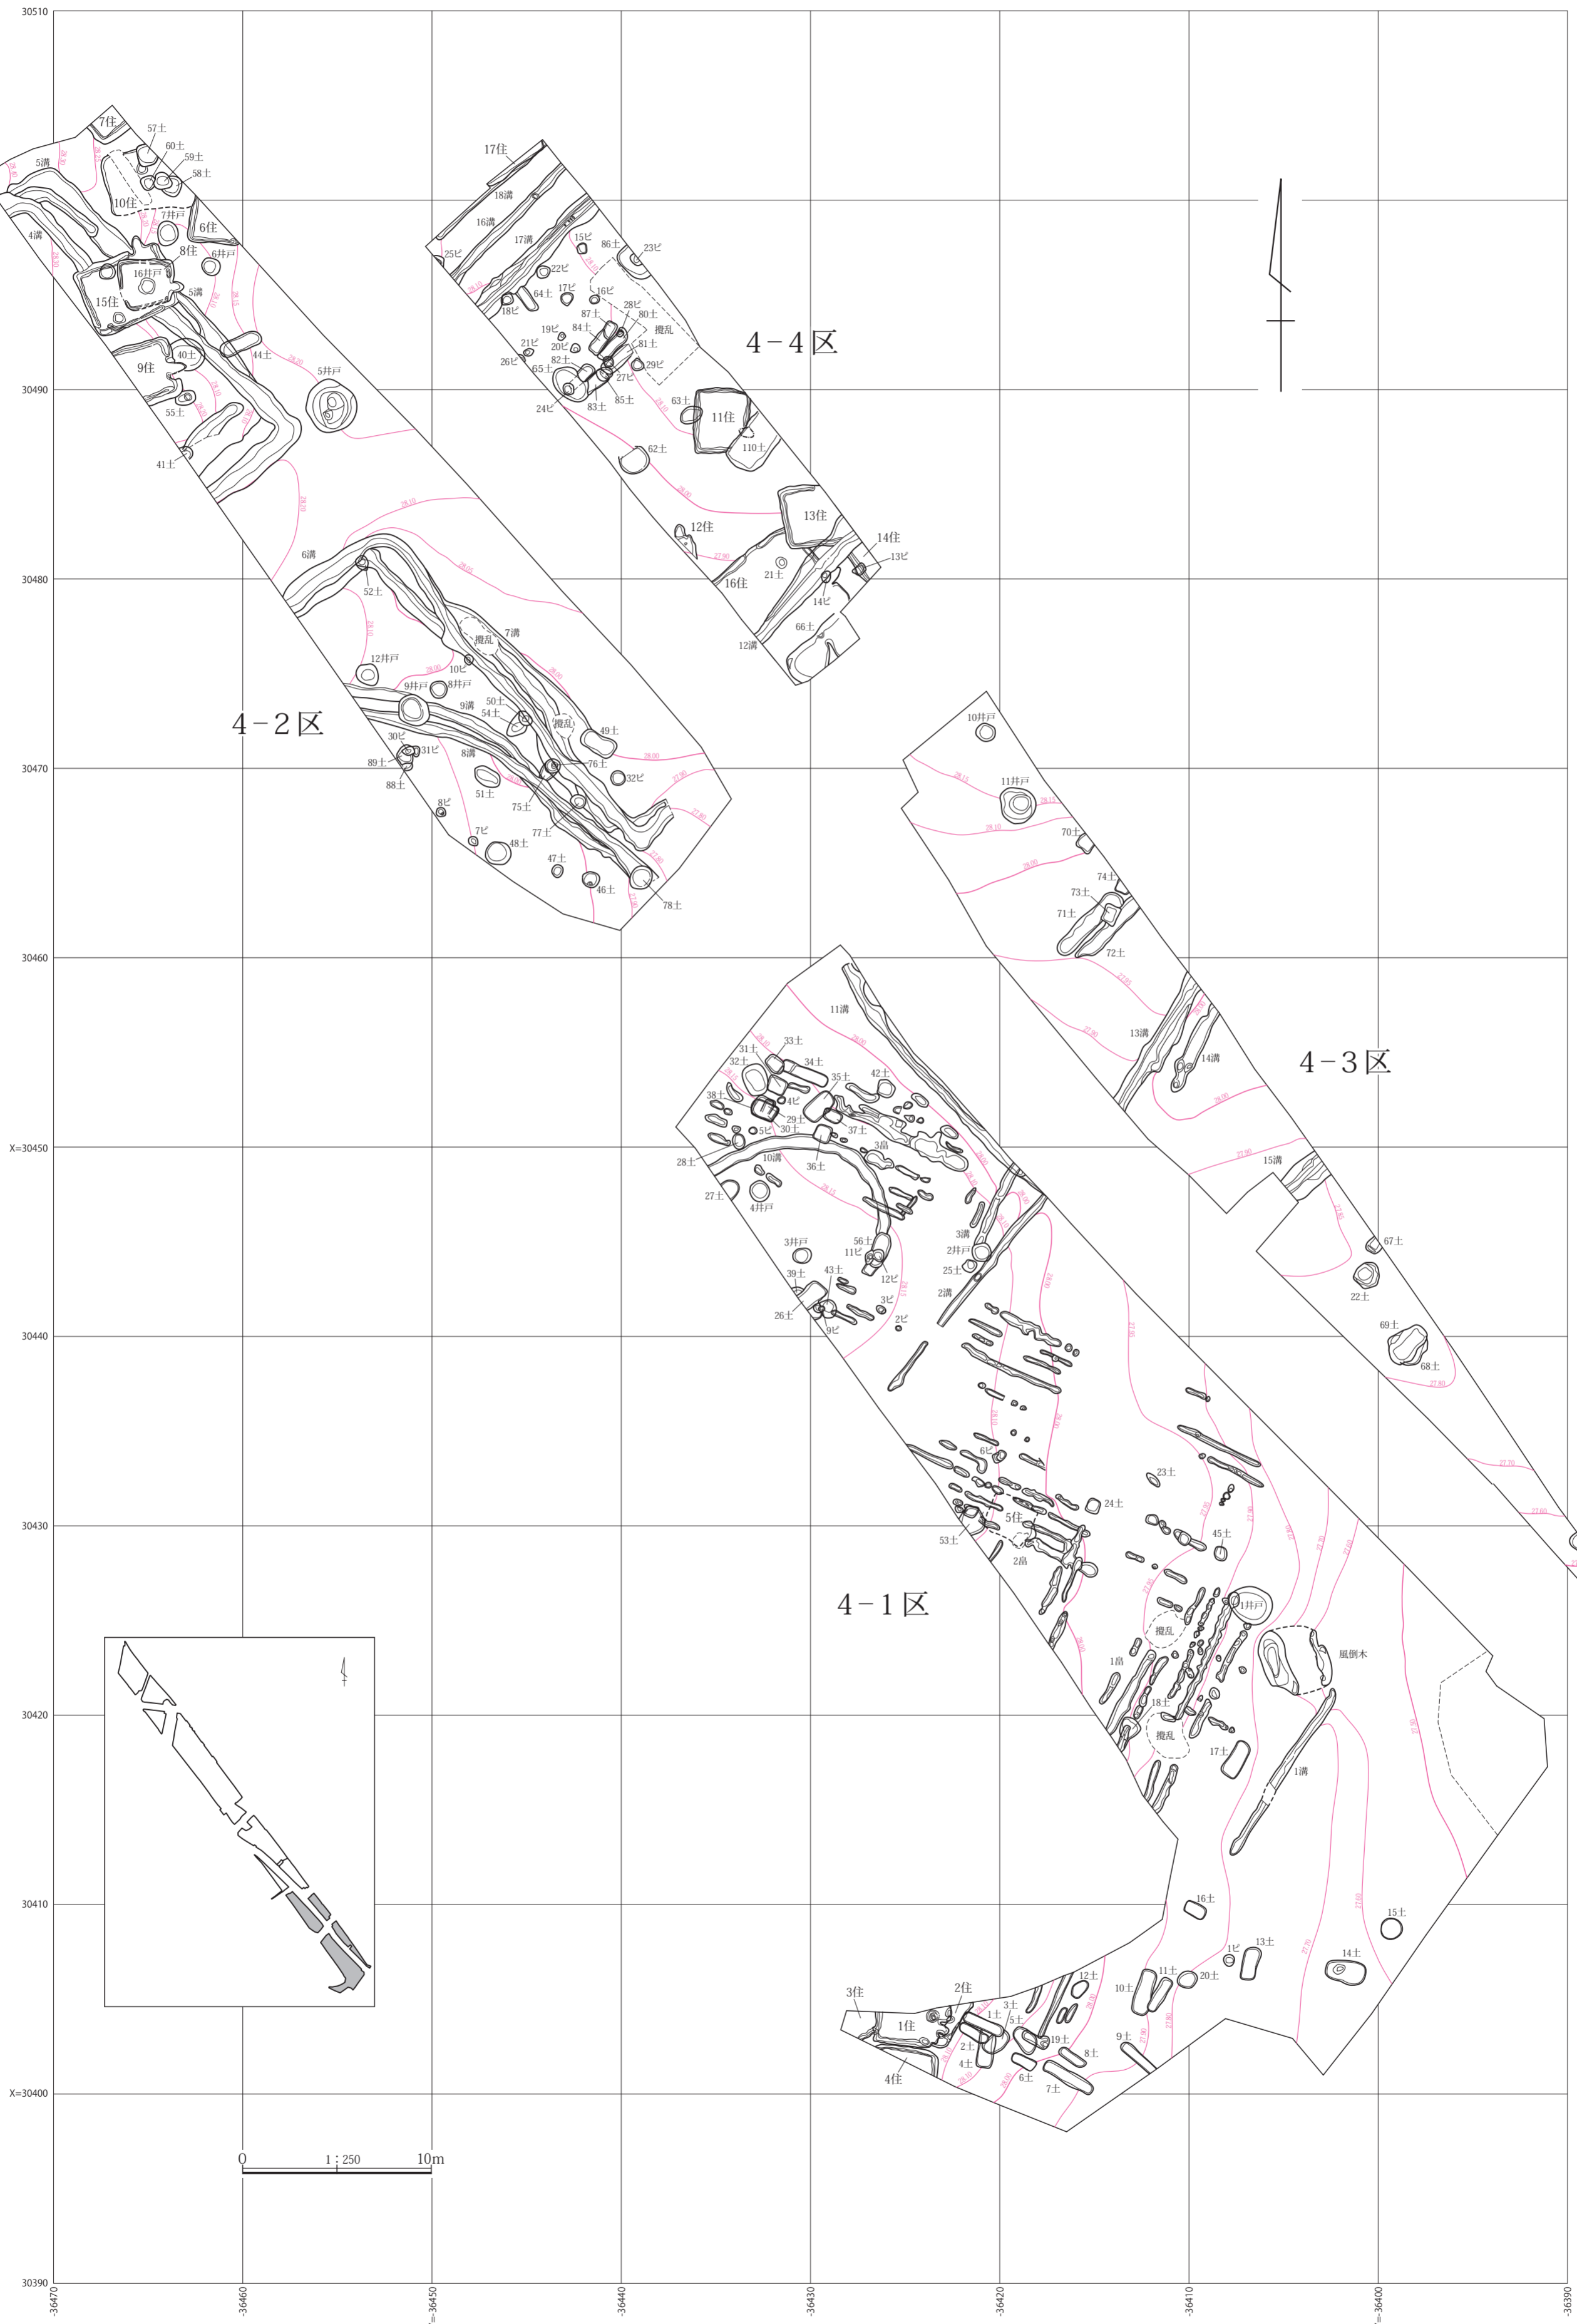 30510
7住
57土
60土
59土
58土
5溝
10住
7井戸
6住
4溝
8住
6井戸
16井戸
15住
5溝
9住
40土
44土
5井戸
55土
41土
17住
18溝
16溝
17溝
25ピ
15ピ
86土
23ピ
22ピ
64土
17ピ
16ピ
18ピ
28ピ
87土
80土
84土
攪乱
19ピ
81土
21ピ
20ピ
26ピ
82土
65土
29ピ
27ピ
85土
24ピ
83土
4-4区
30490
63土
11住
110土
62土
13住
12住
14住
13ピ
21土
16住
14ピ
66土
12溝
6溝
30480
52土
攪乱
7溝
12井戸
10ピ
9井戸
8井戸
4-2区
50土
9溝
54土
攪乱
49土
30ピ
31ピ
8溝
89土
88土
76土
32ピ
51土
75土
8ピ
77土
7ピ
48土
47土
46土
78土
30470
10井戸
11井戸
70土
74土
73土
71土
72土
30460
13溝
14溝
4-3区
15溝
67土
22土
69土
68土
11溝
33土
31土
34土
32土
35土
42土
38土
4ピ
29土
30土
5ピ
37土
X=30450
28土
10溝
36土
3畠
27土
4井戸
3溝
56土
3井戸
11ピ
2井戸
25土
12ピ
39土
43土
2溝
26土
3ピ
9ピ
2ピ
30440
6ピ
23土
24土
5住
30430
53土
45土
2畠
4-1区
1井戸
攪乱
風倒木
1畠
18土
30420
攪乱
17土
1溝
16土
30410
15土
1ピ
13土
14土
11土
10土
20土
12土
3住
2住
1住
3土
1土
5土
19土
9土
2土
8土
4土
6土
7土
4住
X=30400
0
1：250
10m
30390
-36470
-36460
-36450
-36440
-36430
-36420
-36410
-36400
-36390